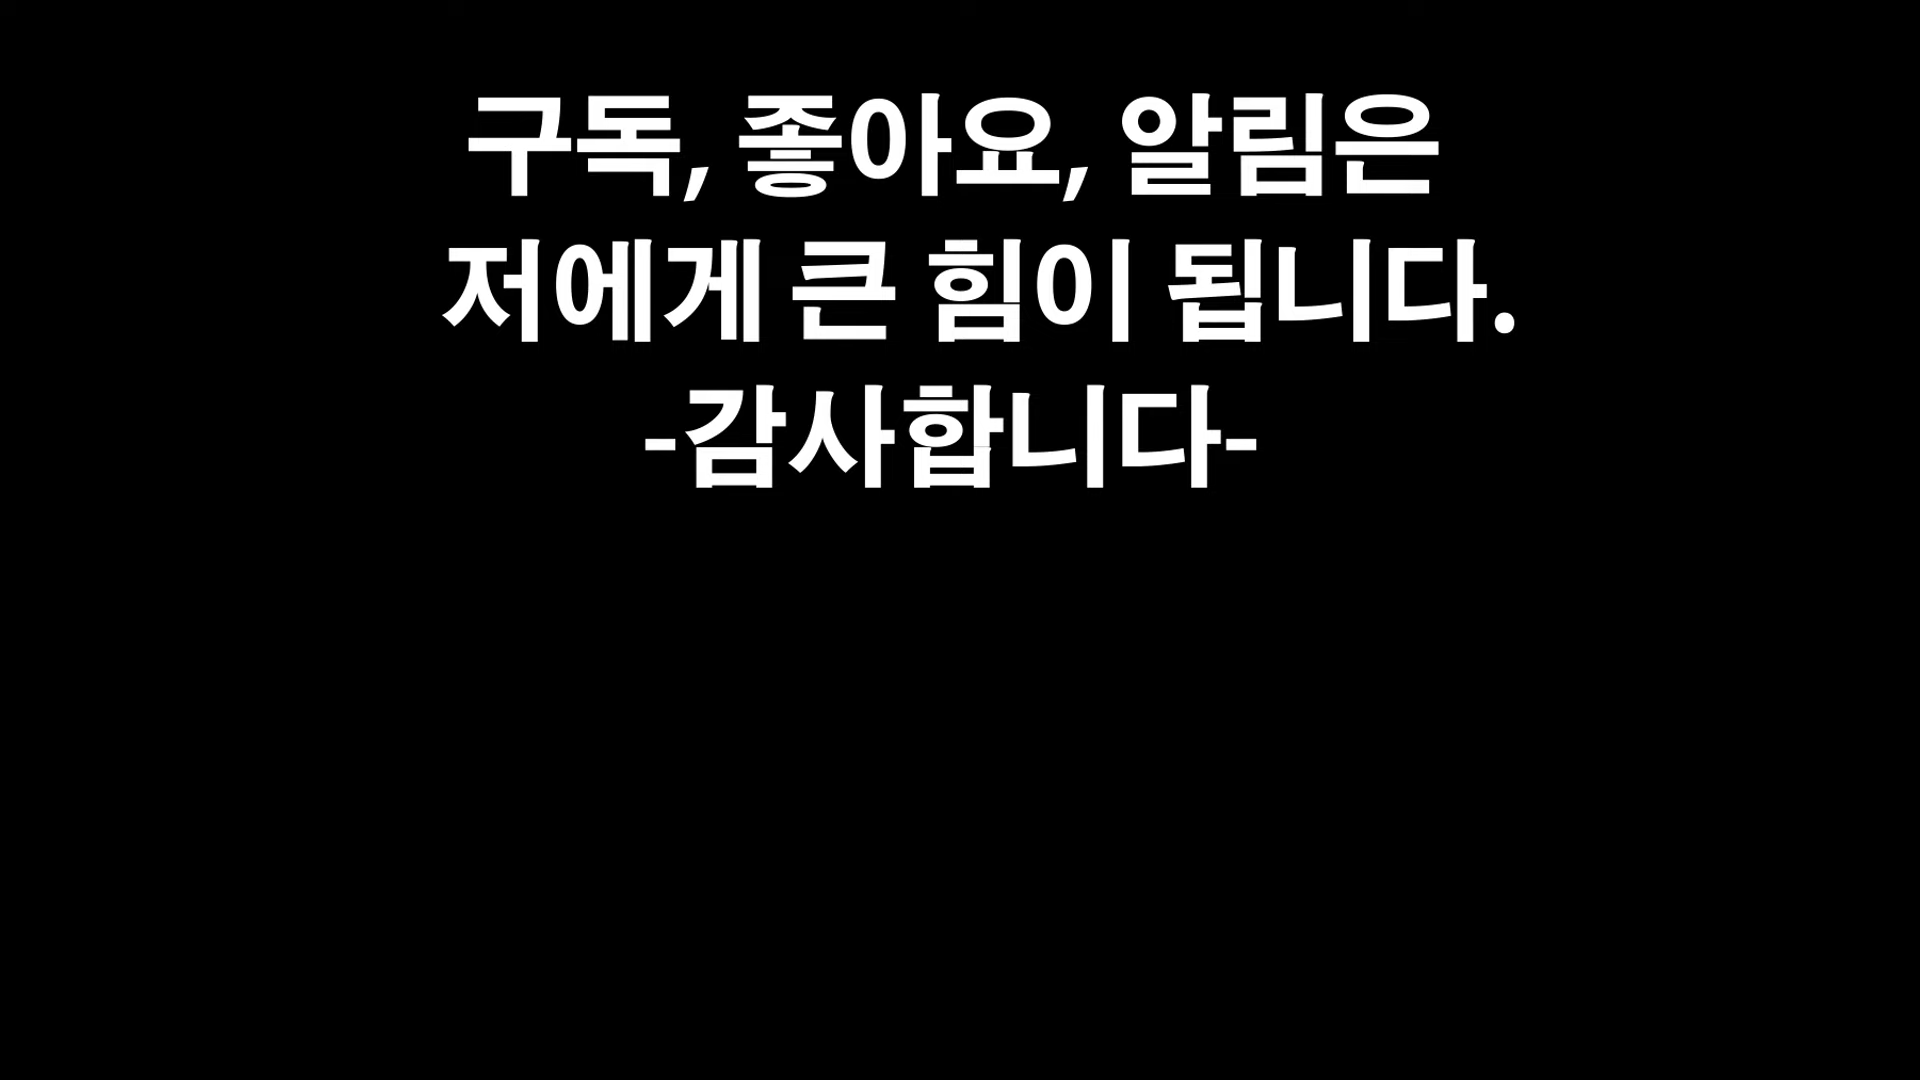 구독, 좋아요, 알림은
저에게 큰 힘이 됩니다.
-감사합니다-